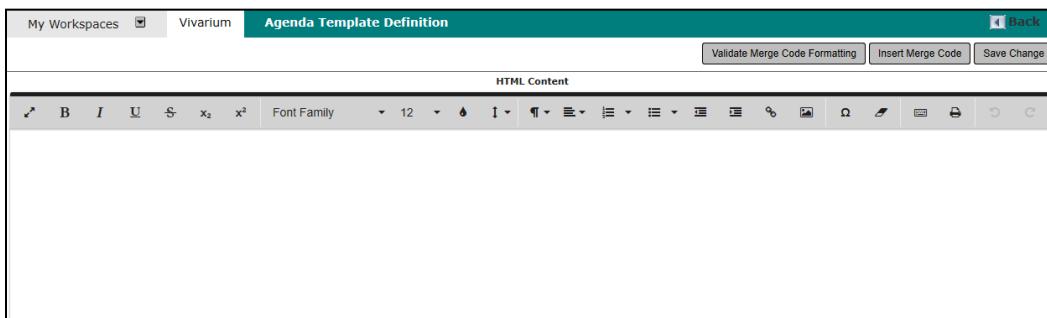 My Workspaces Vivarium Agenda Template Definition Back
Validate Merge Code Formatting Insert Merge Code Save Change
HTML Content
B I U S x₂ x² Font Family 12 ¶ Ω